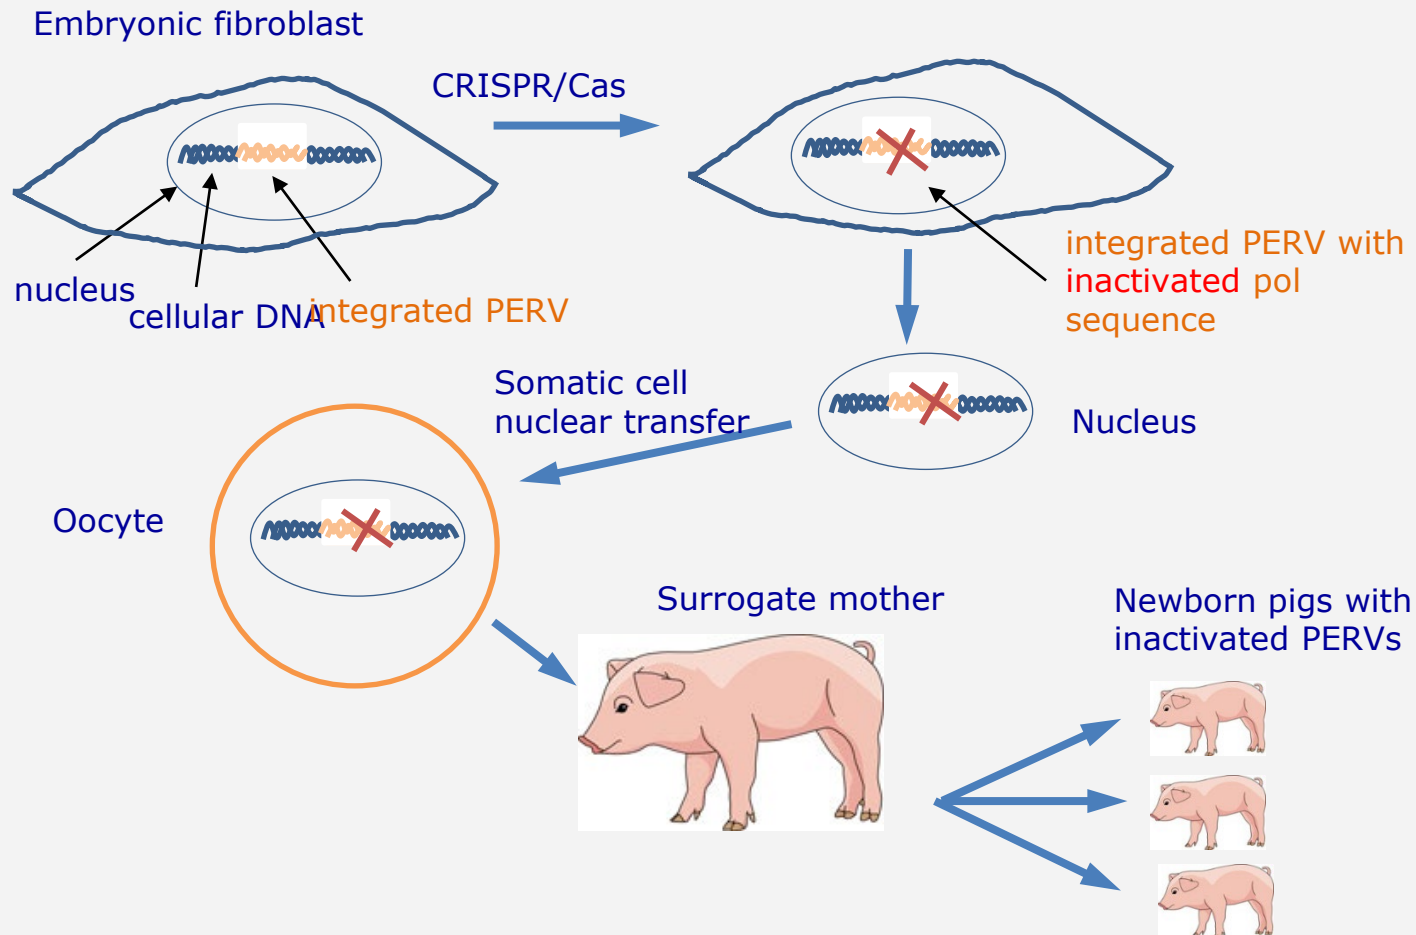 Embryonic fibroblast
CRISPR/Cas
nucleus
cellular DNA
integrated PERV
integrated PERV with
inactivated pol
sequence
Somatic cell
nuclear transfer
Nucleus
Oocyte
Surrogate mother
Newborn pigs with
inactivated PERVs